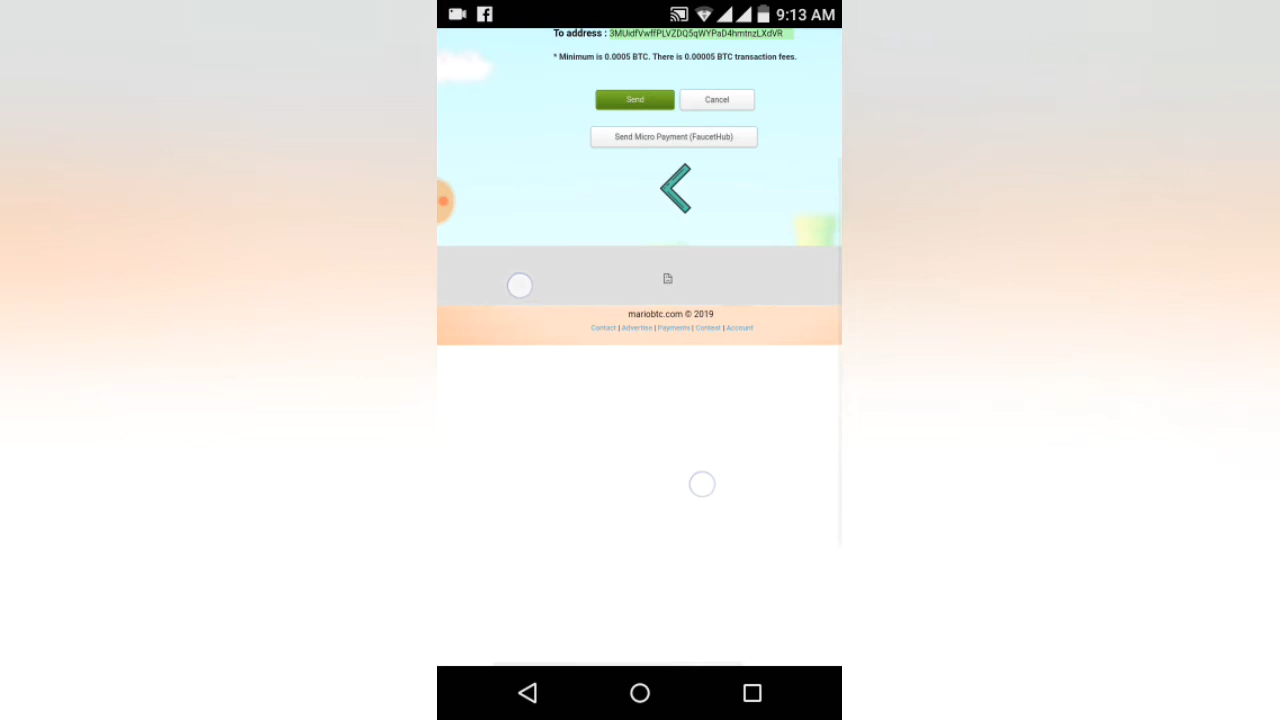 9:13 AM
To address : 3MUidfVwffPLVZDQ5qWYPaD4hmtnzLXdVR
* Minimum is 0.0005 BTC. There is 0.00005 BTC transaction fees.
Send Cancel
Send Micro Payment (FaucetHub)
mariobtc.com © 2019
Contact | Advertise | Payments | Contest | Account